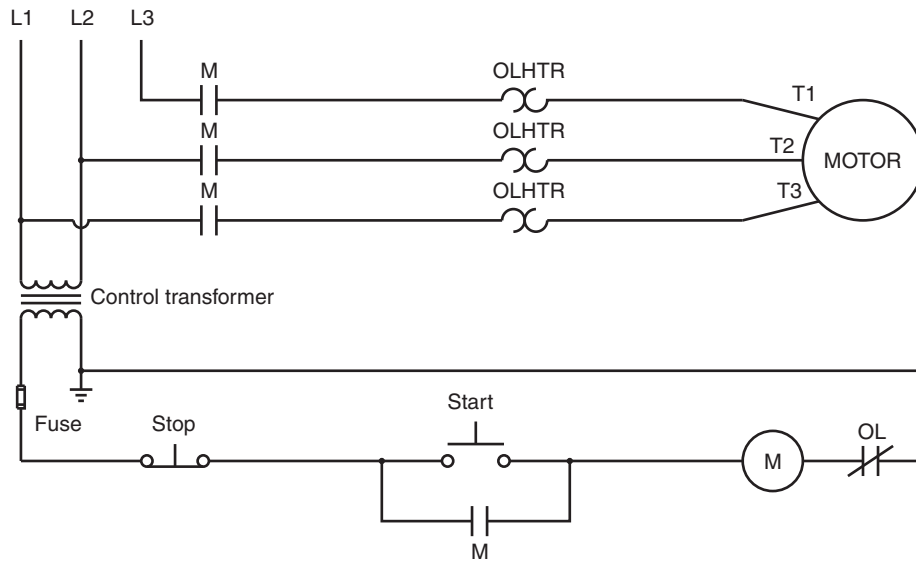 L1 L2 L3
M OLHTR
T1
M OLHTR
T2 MOTOR
M OLHTR
T3
Control transformer
Start
Fuse Stop OL
M
M